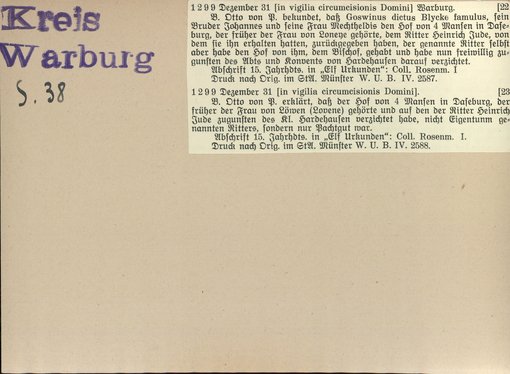 Kreis
Warburg
S. 38
1299 Dezember 31 [in vigilia circumcisionis Domini] Warburg. [22
B. Otto von P. bekundet, daß Goswinus dictus Blycke famulus, sein
Bruder Johannes und seine Frau Mechtheldis den Hof von 4 Mansen in Dase-
burg, der früher der Frau von Loneye gehörte, dem Ritter Heinrich Jude, von
dem sie ihn erhalten hatten, zurückgegeben haben, der genannte Ritter selbst
aber habe den Hof von ihm, dem Bischof, gehabt und habe nun freiwillig zu-
gunsten des Abts und Konvents von Hardehausen darauf verzichtet.
Abschrift 15. Jahrhdts. in „Elf Urkunden“: Coll. Rosenm. I
Druck nach Orig. im StA. Münster W. U. B. IV. 2587.
1299 Dezember 31 [in vigilia circumcisionis Domini]. [23
B. Otto von P. erklärt, daß der Hof von 4 Mansen in Daseburg, der
früher der Frau von Löwen (Lovene) gehörte und auf den der Ritter Heinrich
Jude zugunsten des Kl. Hardehausen verzichtet habe, nicht Eigentunm ge-
nannten Ritters, sondern nur Pachtgut war.
Abschrift 15. Jahrhdts. in „Elf Urkunden“: Coll. Rosenm. I.
Druck nach Orig. im StA. Münster W. U. B. IV. 2588.